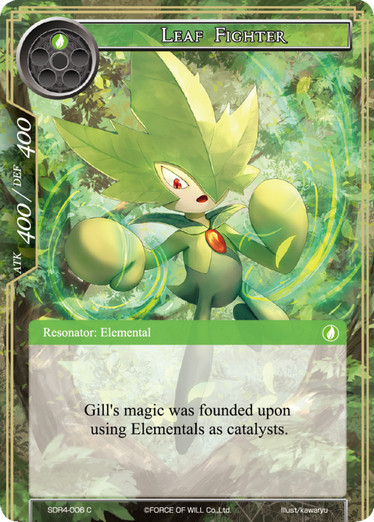 Leaf Fighter
ATK 400 / DEF 400
Resonator: Elemental
Gill's magic was founded upon
using Elementals as catalysts.
SDR4-006 C ©FORCE OF WILL Co.,Ltd. Illust/kawaryu